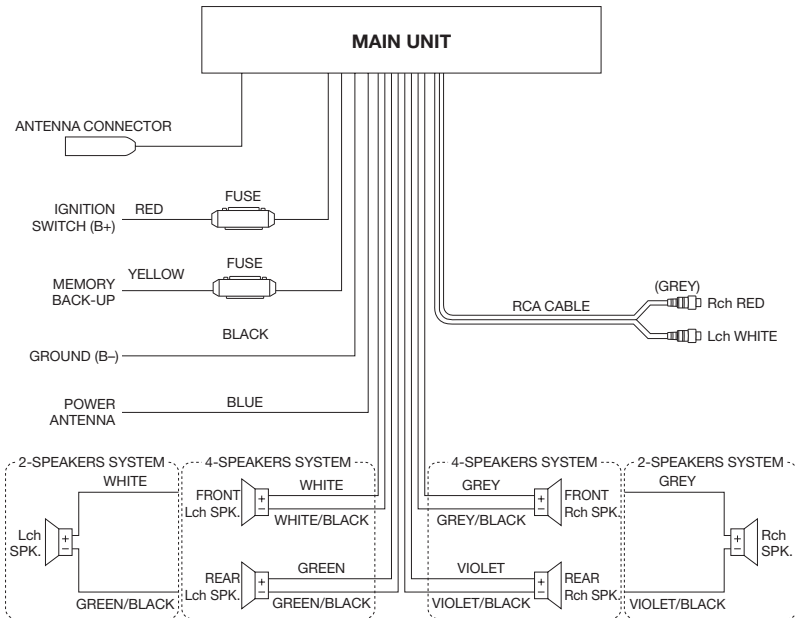 MAIN UNIT
ANTENNA CONNECTOR
IGNITION
SWITCH (B+)
RED
FUSE
MEMORY
BACK-UP
YELLOW
FUSE
GROUND (B–)
BLACK
POWER
ANTENNA
BLUE
RCA CABLE
(GREY)
Rch RED
Lch WHITE
2-SPEAKERS SYSTEM
WHITE
Lch
SPK.
+
–
GREEN/BLACK
4-SPEAKERS SYSTEM
FRONT
Lch SPK.
+
–
WHITE
WHITE/BLACK
REAR
Lch SPK.
+
–
GREEN
GREEN/BLACK
4-SPEAKERS SYSTEM
GREY
GREY/BLACK
+
–
FRONT
Rch SPK.
VIOLET
VIOLET/BLACK
+
–
REAR
Rch SPK.
2-SPEAKERS SYSTEM
GREY
+
–
Rch
SPK.
VIOLET/BLACK